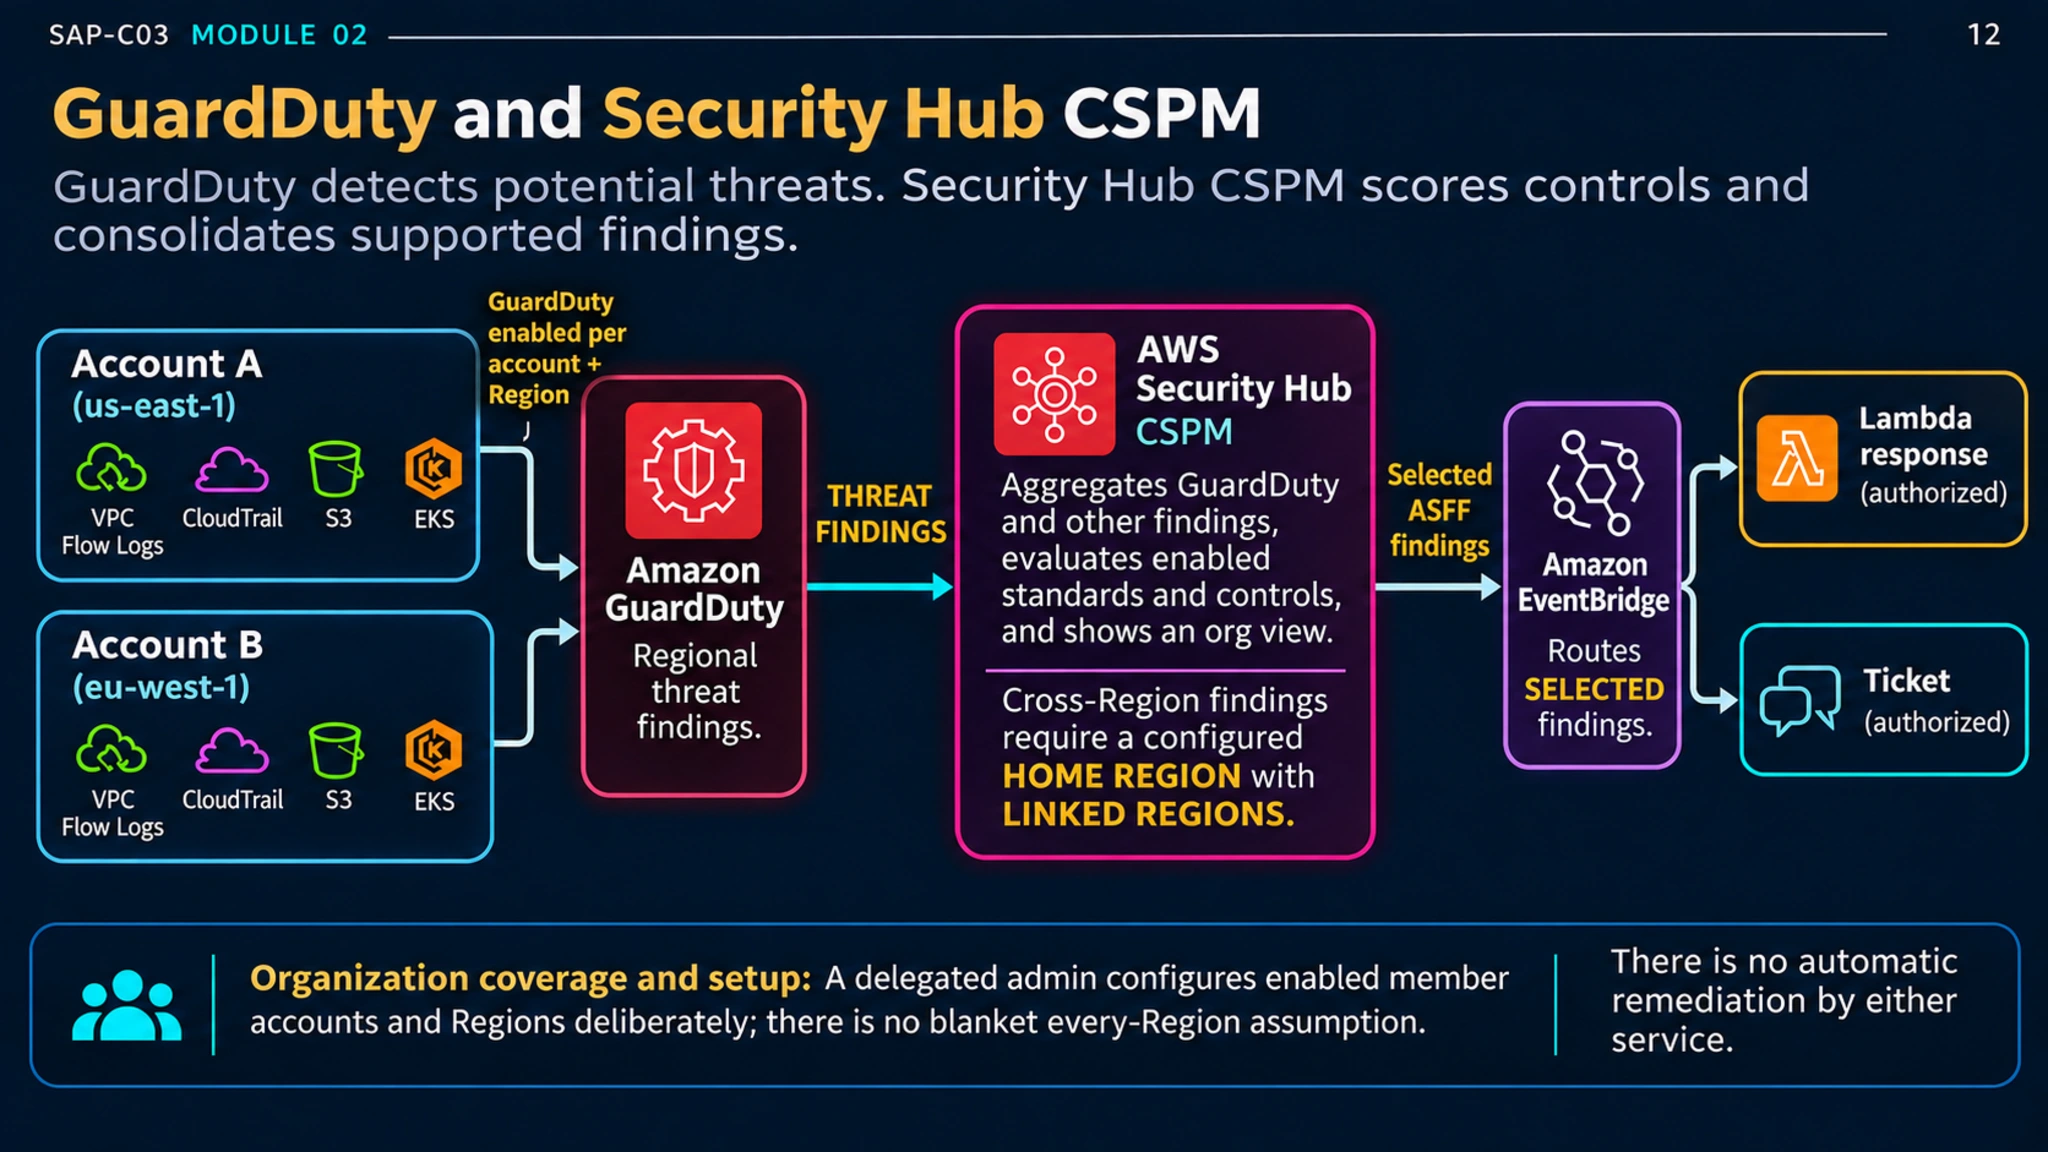 SAP-C03 MODULE 02
12
GuardDuty and Security Hub CSPM
GuardDuty detects potential threats. Security Hub CSPM scores controls and
consolidates supported findings.
GuardDuty
enabled per
account +
Region
Account A
(us-east-1)
VPC
Flow Logs
CloudTrail
S3
EKS
Account B
(eu-west-1)
VPC
Flow Logs
CloudTrail
S3
EKS
Amazon
GuardDuty
Regional
threat
findings.
THREAT
FINDINGS
AWS
Security Hub
CSPM
Aggregates GuardDuty
and other findings,
evaluates enabled
standards and controls,
and shows an org view.
Cross-Region findings
require a configured
HOME REGION with
LINKED REGIONS.
Selected
ASFF
findings
Amazon
EventBridge
Routes
SELECTED
findings.
Lambda
response
(authorized)
Ticket
(authorized)
Organization coverage and setup: A delegated admin configures enabled member
accounts and Regions deliberately; there is no blanket every-Region assumption.
There is no automatic
remediation by either
service.